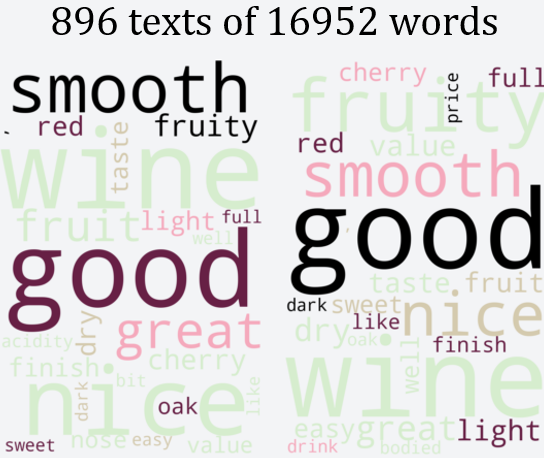 896 texts of 16952 words
smooth
red
fruity
taste
wine
fruit
light
full
well
good
dry
great
acidity
finish
cherry
dark
bit
nice
like
oak
nose
easy
sweet
value
cherry
price
full
fruity
red
value
smooth
good
taste
fruit
dark
sweet
nice
like
dry
oak
finish
well
wine
easy
great
light
drink
bodied